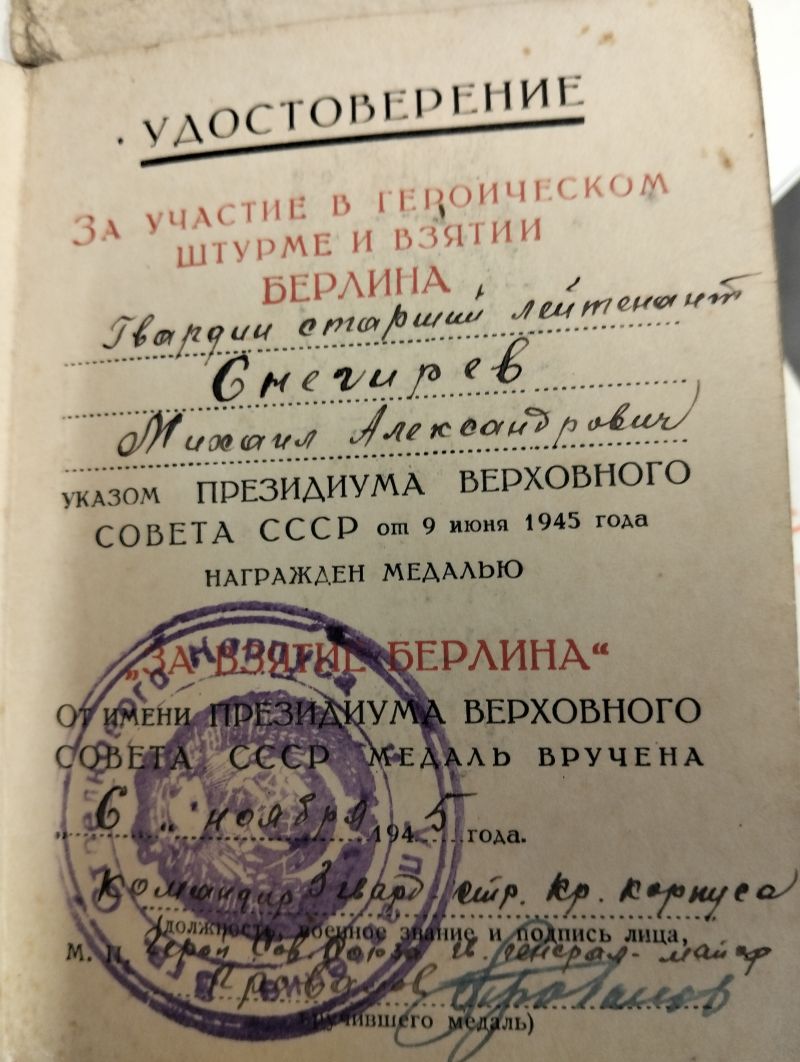 УДОСТОВЕРЕНИЕ
ЗА УЧАСТИЕ В ГЕРОИЧЕСКОМ
ШТУРМЕ И ВЗЯТИИ
БЕРЛИНА
Гвардии старший лейтенант
Снегирев
Михаил Александрович
УКАЗОМ ПРЕЗИДИУМА ВЕРХОВНОГО
СОВЕТА СССР от 9 июня 1945 года
НАГРАЖДЕН МЕДАЛЬЮ
„ЗА ВЗЯТИЕ БЕРЛИНА“
ОТ ИМЕНИ ПРЕЗИДИУМА ВЕРХОВНОГО
СОВЕТА СССР МЕДАЛЬ ВРУЧЕНА
„6„ ноября 1945 года.
Командир 3 гвард. стр. кр. корпуса
(должность, военное звание и подпись лица,
М. П. Герой Сов Союза гв. генерал-майор
вручившего медаль)
Стрелкового Корпуса